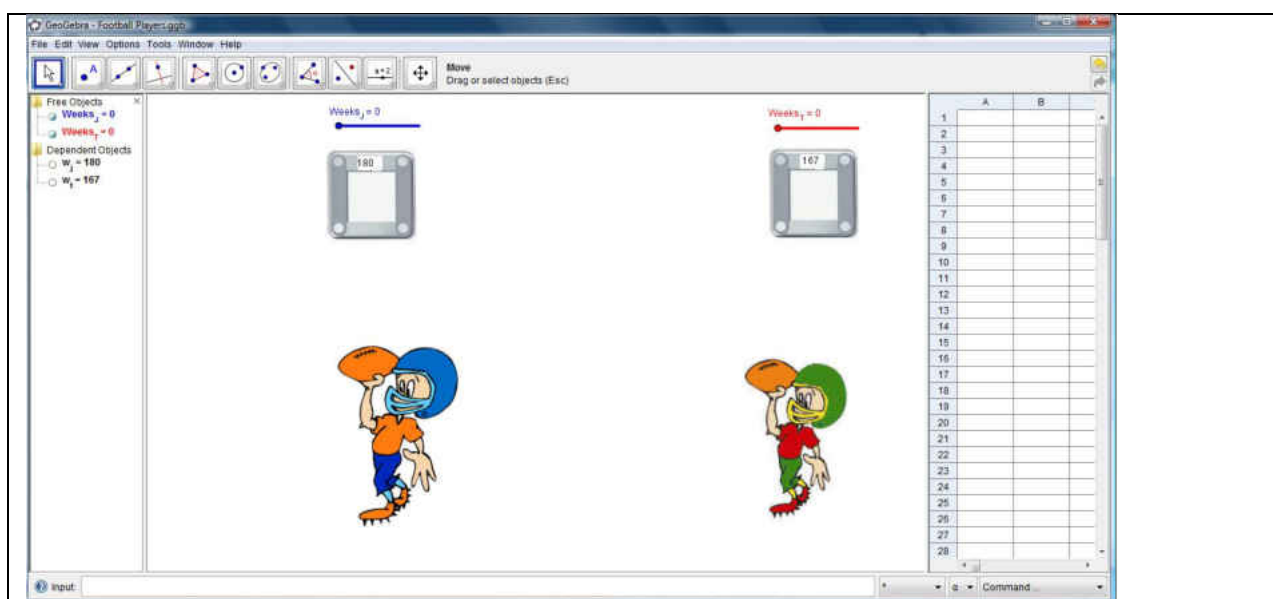 GeoGebra - Football Players.ggb
File Edit View Options Tools Window Help
A
a=2
Move
Drag or select objects (Esc)
Free Objects
Weeks_J = 0
Weeks_T = 0
Dependent Objects
w_j = 180
w_t = 167
Weeks_J = 0
180
Weeks_T = 0
167
A B
1
2
3
4
5
6
7
8
9
10
11
12
13
14
15
16
17
18
19
20
21
22
23
24
25
26
27
28
Input:
α
Command ...